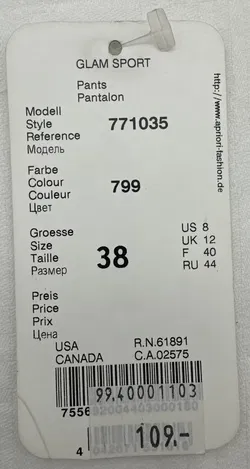 GLAM SPORT
Pants
Pantalon
http://www.apriori-fashion.de
Modell
Style
Reference
Модель
771035
Farbe
Colour
Couleur
Цвет
799
Groesse
Size
Taille
Размер
38
US 8
UK 12
F 40
RU 44
Preis
Price
Prix
Цена
USA R.N.61891
CANADA C.A.02575
99,40001103
109.-